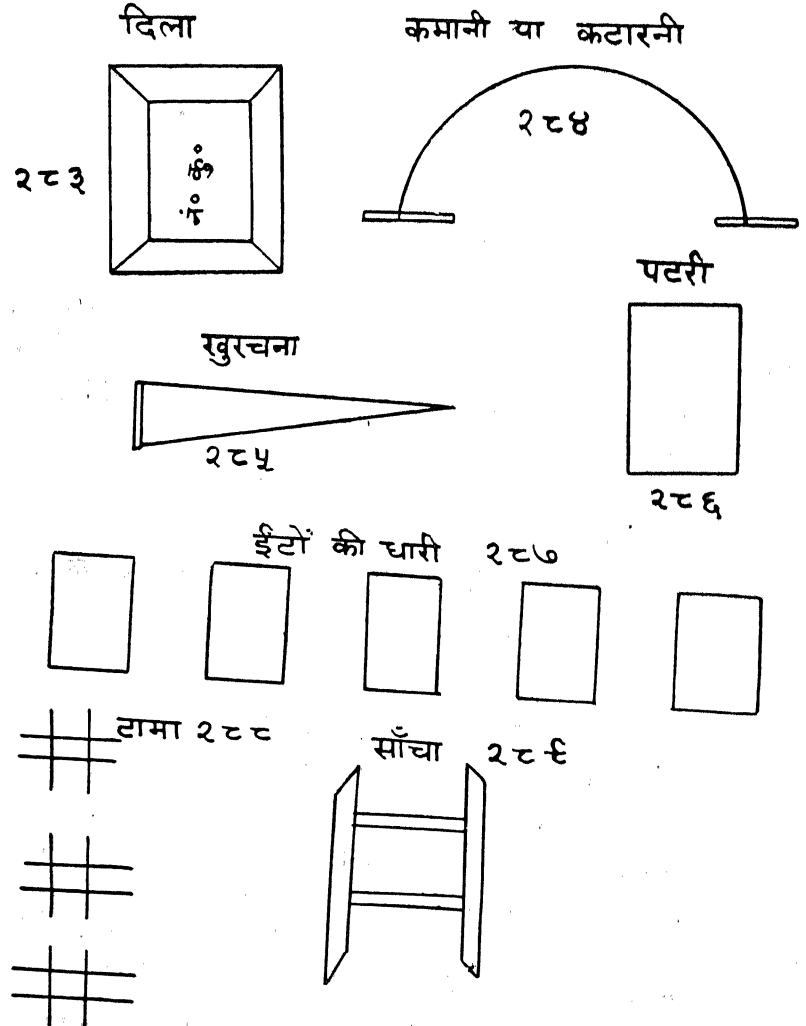 दिला
कमानी या कटारनी
२८३
२८४
पटरी
खुरचना
२८५
२८६
ईंटों की धारी २८७
टामा २८८
साँचा २८९